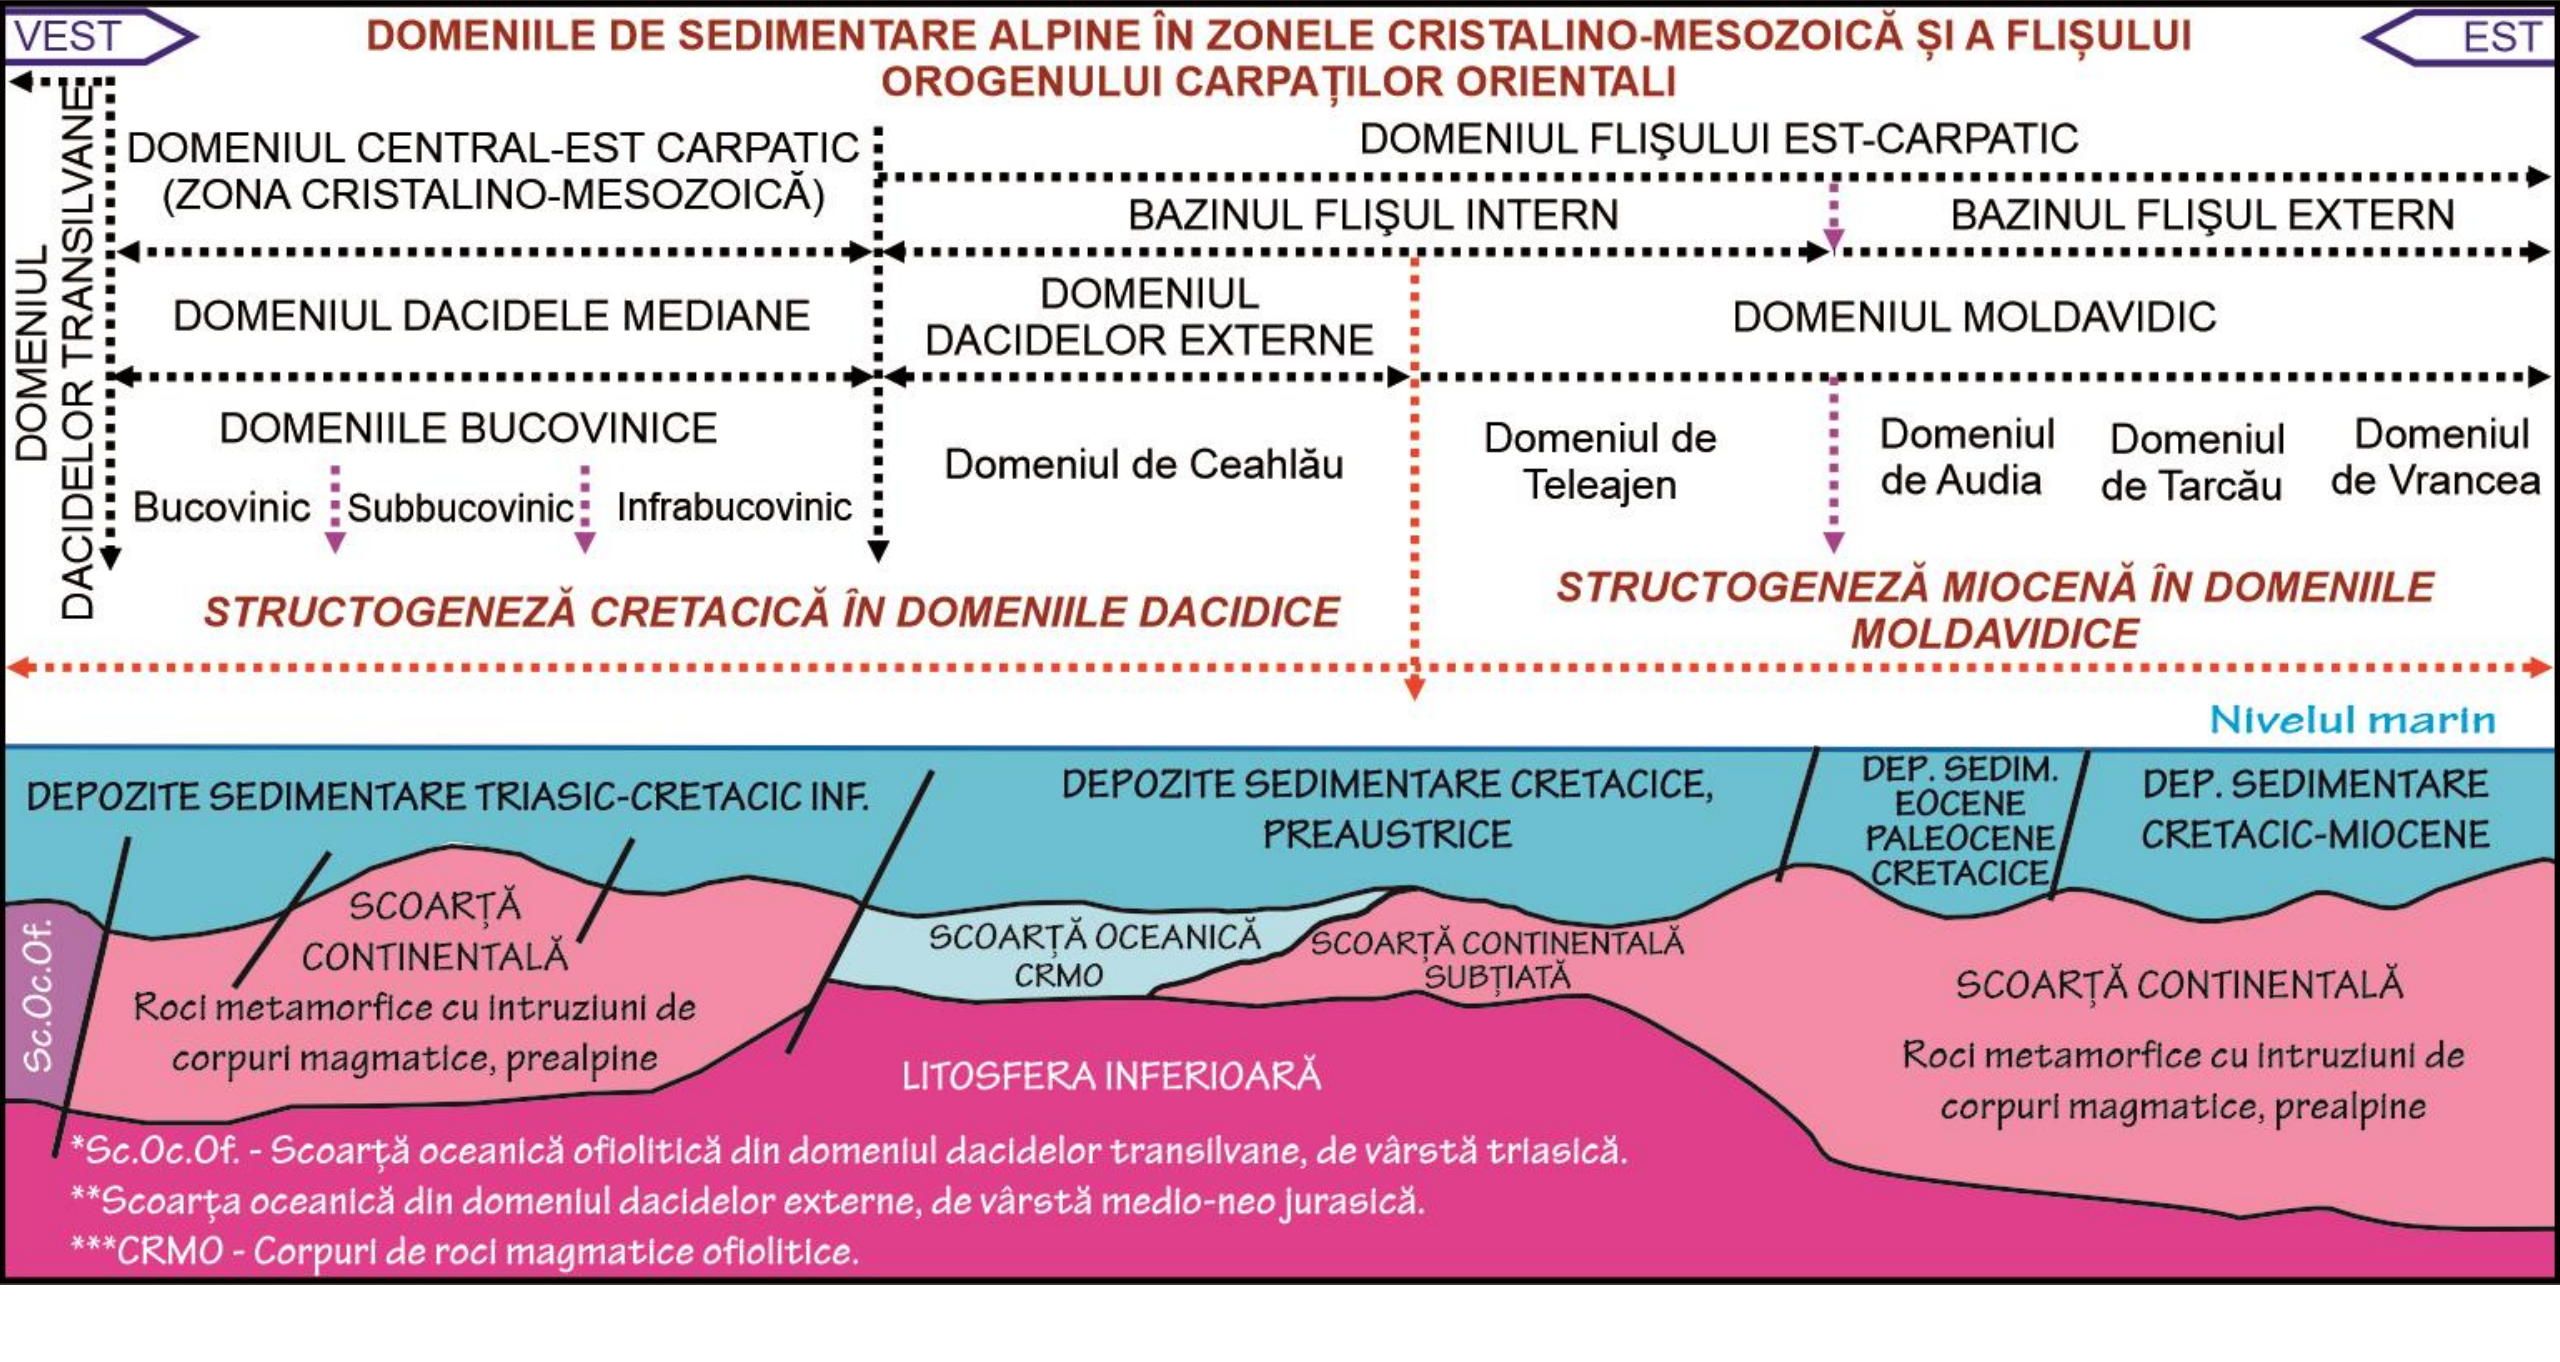 VEST
DOMENIILE DE SEDIMENTARE ALPINE ÎN ZONELE CRISTALINO-MESOZOICĂ ȘI A FLIȘULUI
OROGENULUI CARPAȚILOR ORIENTALI
EST
DOMENIUL
DACIDELOR TRANSILVANE
DOMENIUL CENTRAL-EST CARPATIC
(ZONA CRISTALINO-MESOZOICĂ)
DOMENIUL FLIŞULUI EST-CARPATIC
BAZINUL FLIŞUL INTERN
BAZINUL FLIŞUL EXTERN
DOMENIUL DACIDELE MEDIANE
DOMENIUL
DACIDELOR EXTERNE
DOMENIUL MOLDAVIDIC
DOMENIILE BUCOVINICE
Bucovinic
Subbucovinic
Infrabucovinic
Domeniul de Ceahlău
Domeniul de
Teleajen
Domeniul
de Audia
Domeniul
de Tarcău
Domeniul
de Vrancea
STRUCTOGENEZĂ CRETACICĂ ÎN DOMENIILE DACIDICE
STRUCTOGENEZĂ MIOCENĂ ÎN DOMENIILE
MOLDAVIDICE
Nivelul marin
DEPOZITE SEDIMENTARE TRIASIC-CRETACIC INF.
DEPOZITE SEDIMENTARE CRETACICE,
PREAUSTRICE
DEP. SEDIM.
EOCENE
PALEOCENE
CRETACICE
DEP. SEDIMENTARE
CRETACIC-MIOCENE
Sc.Oc.Of.
SCOARȚĂ
CONTINENTALĂ
Roci metamorfice cu intruziuni de
corpuri magmatice, prealpine
SCOARȚĂ OCEANICĂ
CRMO
SCOARȚĂ CONTINENTALĂ
SUBȚIATĂ
SCOARȚĂ CONTINENTALĂ
Roci metamorfice cu intruziuni de
corpuri magmatice, prealpine
LITOSFERA INFERIOARĂ
*Sc.Oc.Of. - Scoarță oceanică ofiolitică din domeniul dacidelor transilvane, de vârstă triasică.
**Scoarța oceanică din domeniul dacidelor externe, de vârstă medio-neo jurasică.
***CRMO - Corpuri de roci magmatice ofiolitice.